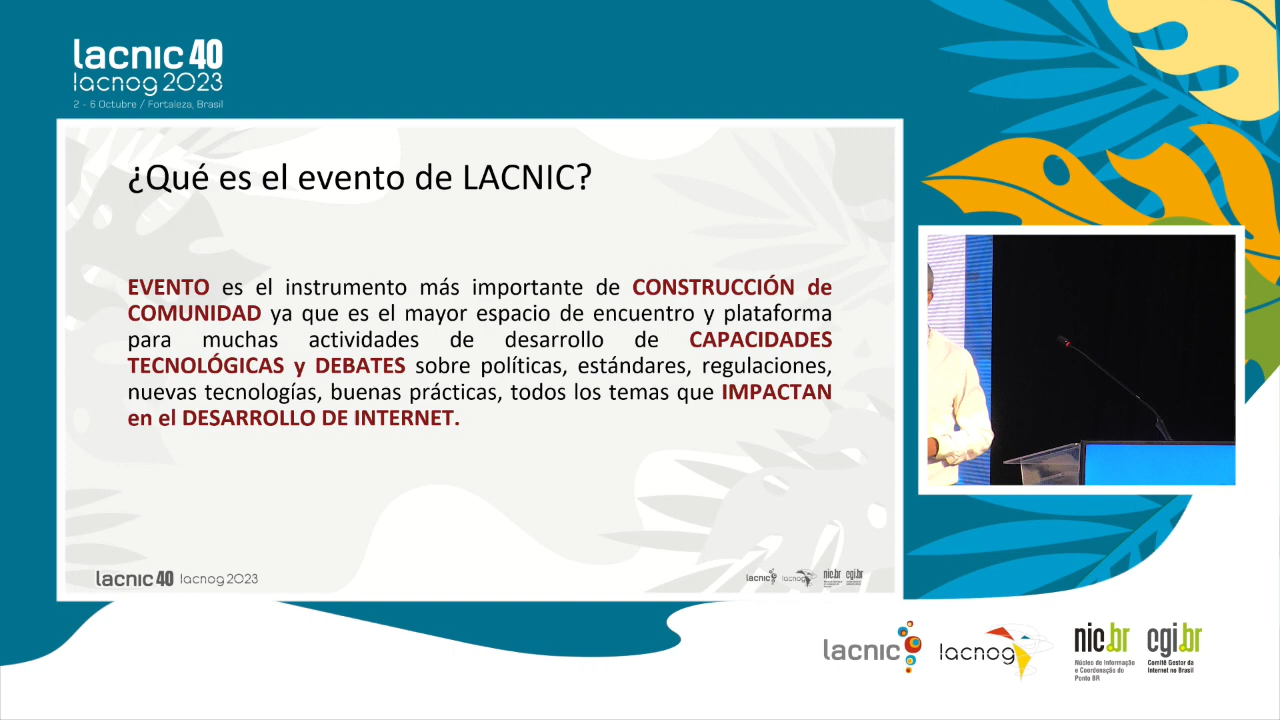 lacnic 40
lacnog 2023
2 - 6 Octubre / Fortaleza, Brasil
¿Qué es el evento de LACNIC?
EVENTO es el instrumento más importante de CONSTRUCCIÓN de
COMUNIDAD ya que es el mayor espacio de encuentro y plataforma
para muchas actividades de desarrollo de CAPACIDADES
TECNOLÓGICAS y DEBATES sobre políticas, estándares, regulaciones,
nuevas tecnologías, buenas prácticas, todos los temas que IMPACTAN
en el DESARROLLO DE INTERNET.
lacnic 40 lacnog 2023
lacnic lacnog nic.br cgi.br
lacnic lacnog nic.br cgi.br
Núcleo de Informação
e Coordenação do
Ponto BR
Comitê Gestor da
Internet no Brasil